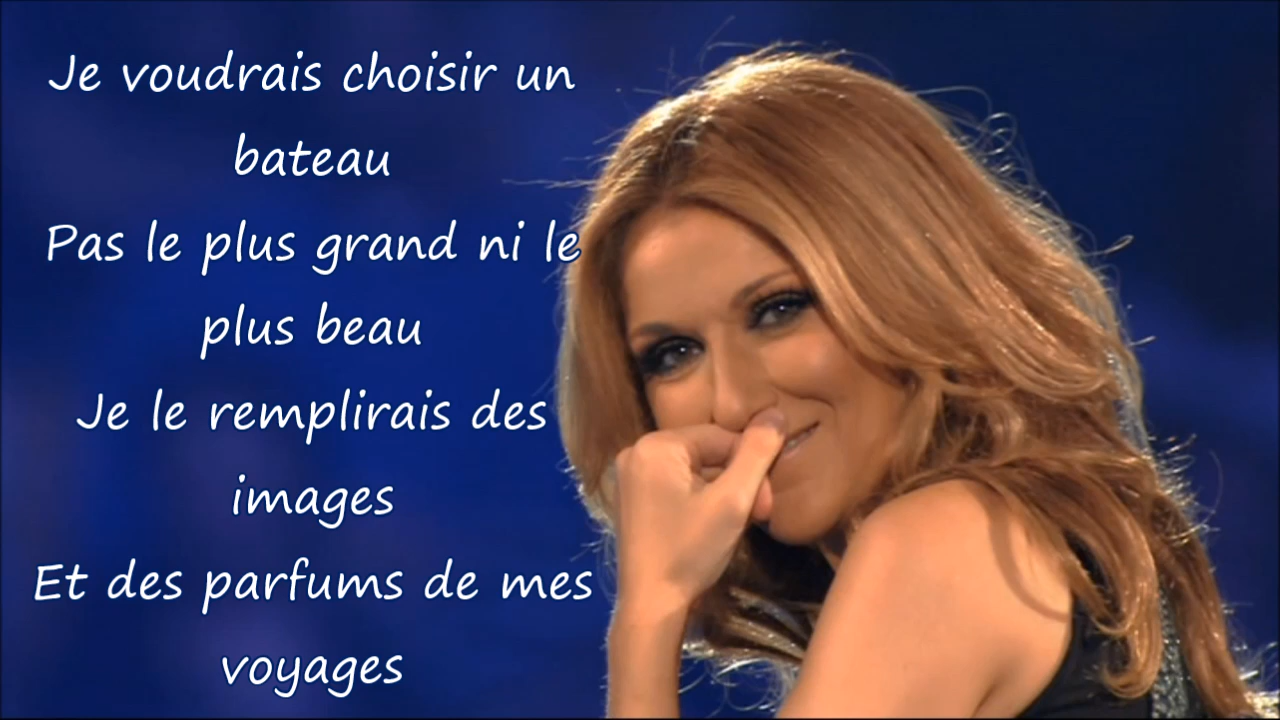 Je voudrais choisir un
bateau
Pas le plus grand ni le
plus beau
Je le remplirais des
images
Et des parfums de mes
voyages